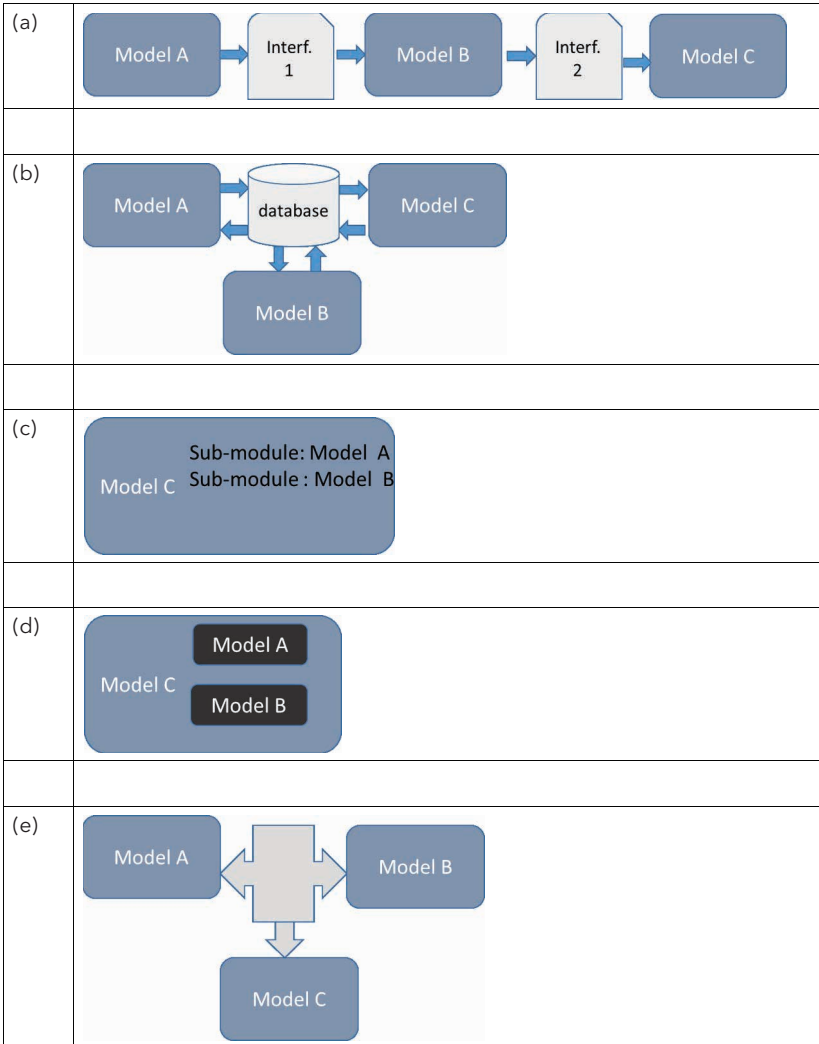 (a)
Model A
Interf.
1
Model B
Interf.
2
Model C
(b)
Model A
database
Model C
Model B
(c)
Model C
Sub-module: Model A
Sub-module : Model B
(d)
Model C
Model A
Model B
(e)
Model A
Model B
Model C